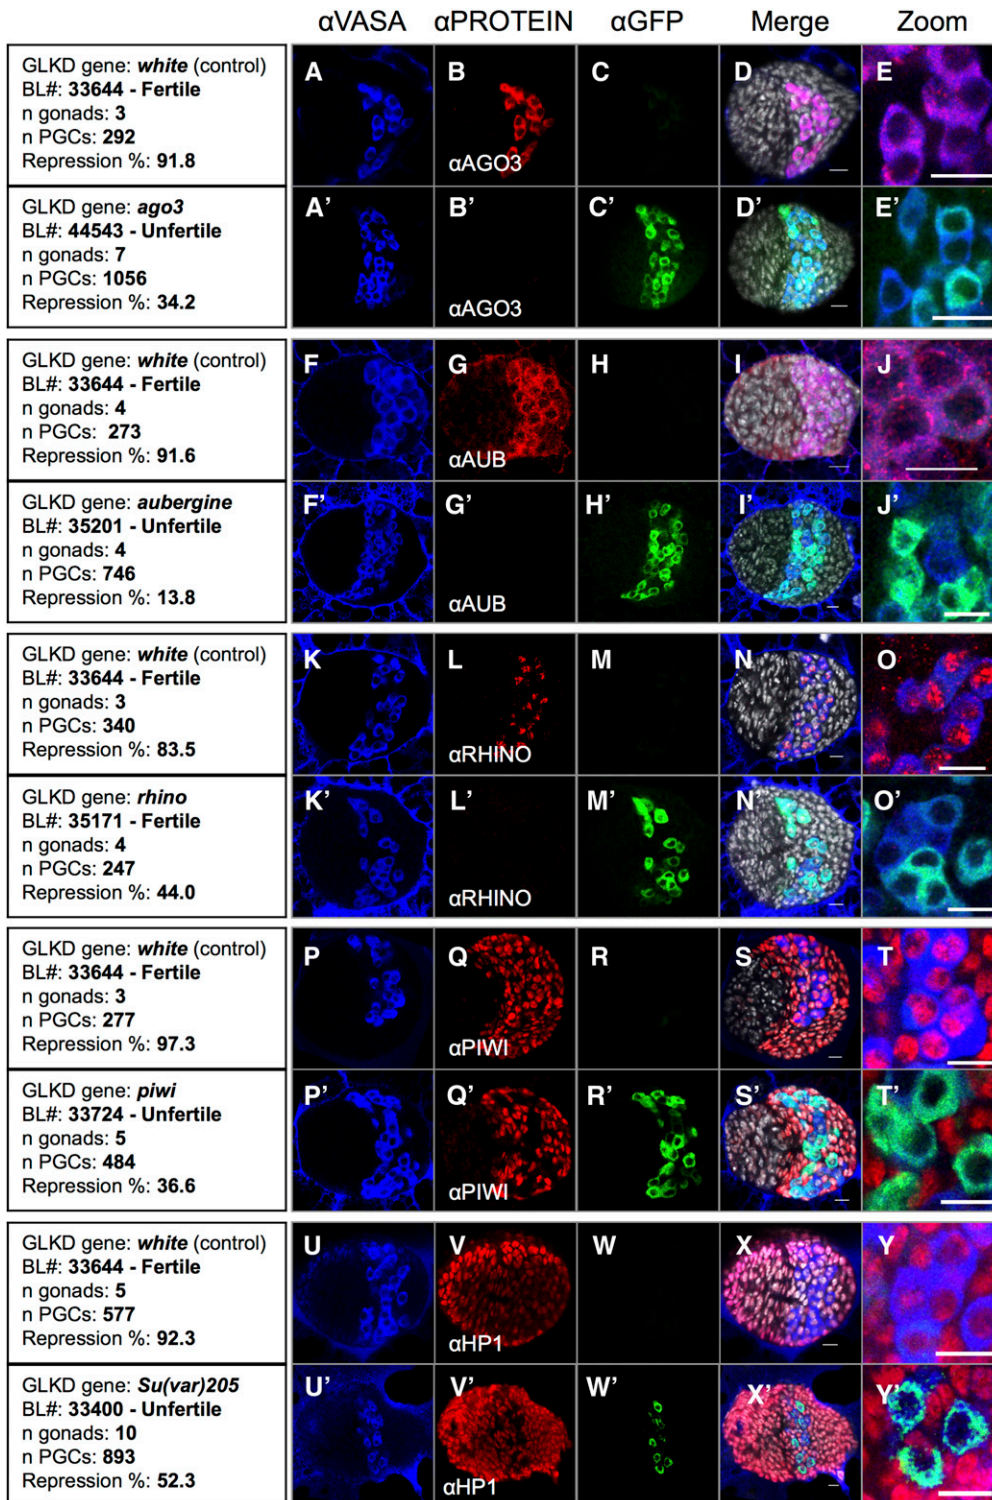 αVASA αPROTEIN αGFP Merge Zoom
GLKD gene: white (control)
BL#: 33644 - Fertile
n gonads: 3
n PGCs: 292
Repression %: 91.8
A B C D E
αAGO3
GLKD gene: ago3
BL#: 44543 - Unfertile
n gonads: 7
n PGCs: 1056
Repression %: 34.2
A' B' C' D' E'
αAGO3
GLKD gene: white (control)
BL#: 33644 - Fertile
n gonads: 4
n PGCs: 273
Repression %: 91.6
F G H I J
αAUB
GLKD gene: aubergine
BL#: 35201 - Unfertile
n gonads: 4
n PGCs: 746
Repression %: 13.8
F' G' H' I' J'
αAUB
GLKD gene: white (control)
BL#: 33644 - Fertile
n gonads: 3
n PGCs: 340
Repression %: 83.5
K L M N O
αRHINO
GLKD gene: rhino
BL#: 35171 - Fertile
n gonads: 4
n PGCs: 247
Repression %: 44.0
K' L' M' N' O'
αRHINO
GLKD gene: white (control)
BL#: 33644 - Fertile
n gonads: 3
n PGCs: 277
Repression %: 97.3
P Q R S T
αPIWI
GLKD gene: piwi
BL#: 33724 - Unfertile
n gonads: 5
n PGCs: 484
Repression %: 36.6
P' Q' R' S' T'
αPIWI
GLKD gene: white (control)
BL#: 33644 - Fertile
n gonads: 5
n PGCs: 577
Repression %: 92.3
U V W X Y
αHP1
GLKD gene: Su(var)205
BL#: 33400 - Unfertile
n gonads: 10
n PGCs: 893
Repression %: 52.3
U' V' W' X' Y'
αHP1